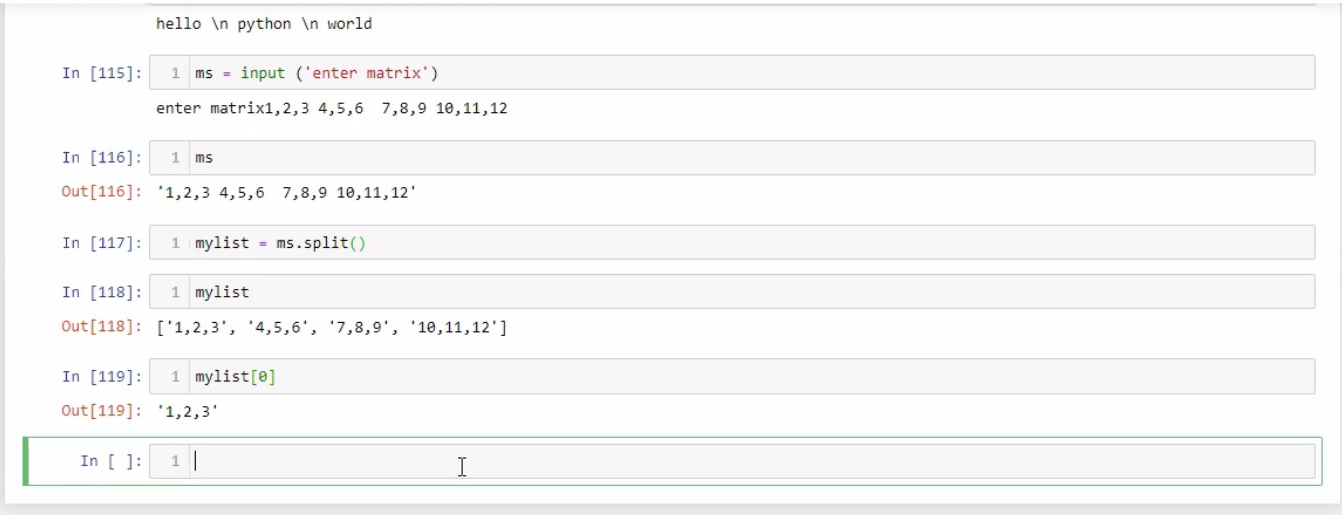 hello \n python \n world
In [115]: 1 ms = input ('enter matrix')
enter matrix1,2,3 4,5,6  7,8,9 10,11,12
In [116]: 1 ms
Out[116]: '1,2,3 4,5,6  7,8,9 10,11,12'
In [117]: 1 mylist = ms.split()
In [118]: 1 mylist
Out[118]: ['1,2,3', '4,5,6', '7,8,9', '10,11,12']
In [119]: 1 mylist[0]
Out[119]: '1,2,3'
In [ ]: 1